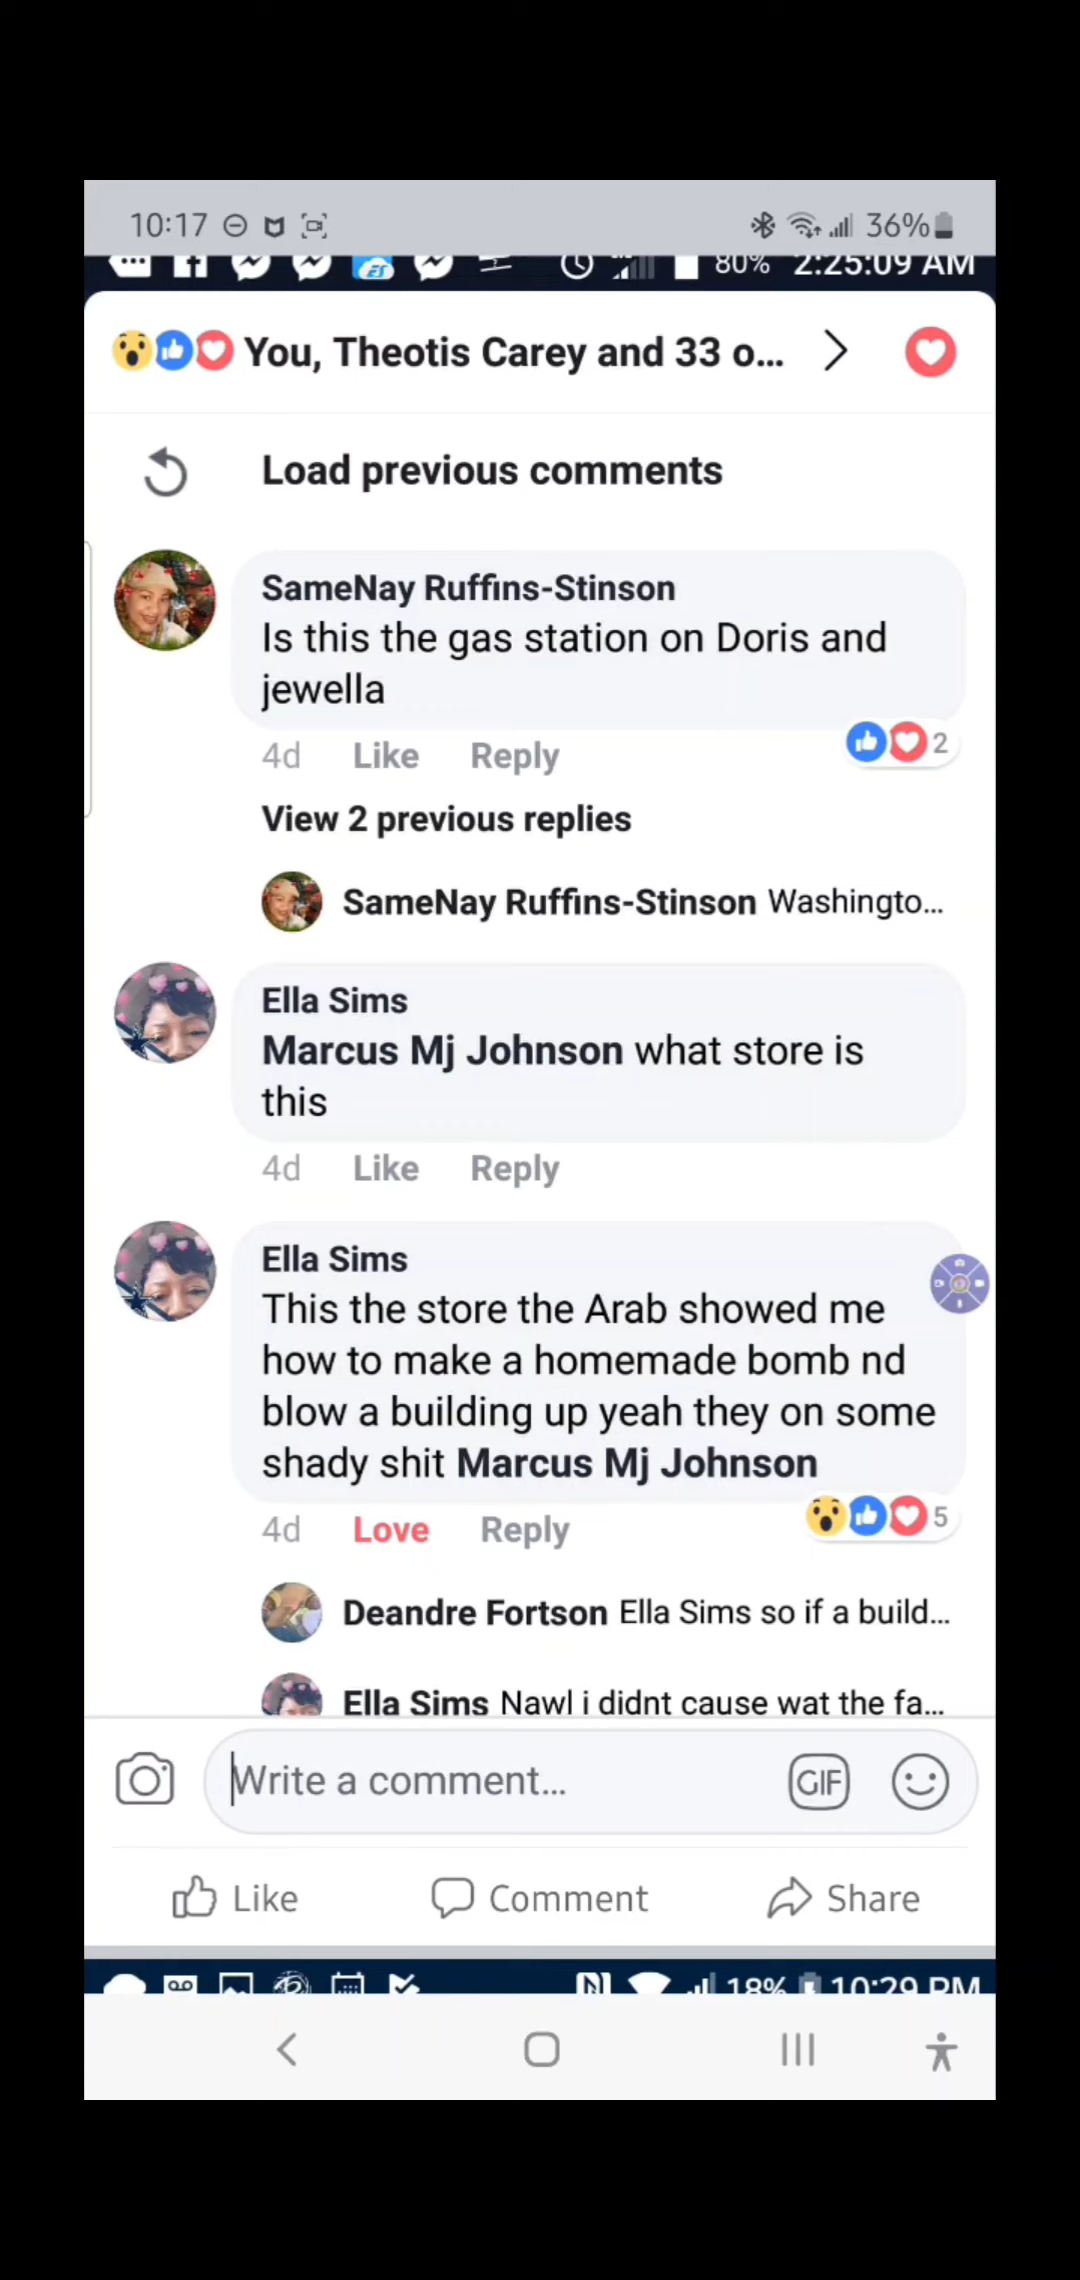 10:17 36%
80% 2:25:09 AM
You, Theotis Carey and 33 o...
Load previous comments
SameNay Ruffins-Stinson
Is this the gas station on Doris and
jewella
4d Like Reply 2
View 2 previous replies
SameNay Ruffins-Stinson Washingto...
Ella Sims
Marcus Mj Johnson what store is
this
4d Like Reply
Ella Sims
This the store the Arab showed me
how to make a homemade bomb nd
blow a building up yeah they on some
shady shit Marcus Mj Johnson
4d Love Reply 5
Deandre Fortson Ella Sims so if a build...
Ella Sims Nawl i didnt cause wat the fa...
Write a comment... GIF
Like Comment Share
18% 10:29 PM